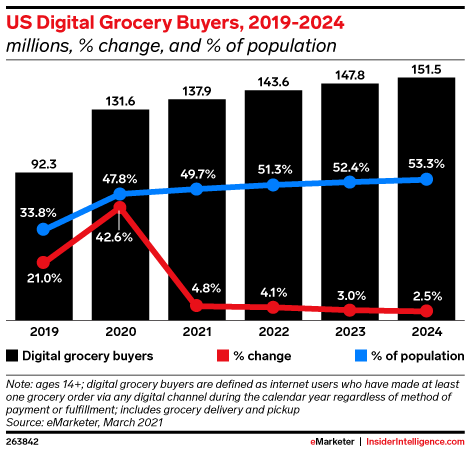 US Digital Grocery Buyers, 2019-2024
millions, % change, and % of population
92.3
131.6
137.9
143.6
147.8
151.5
33.8%
47.8%
49.7%
51.3%
52.4%
53.3%
21.0%
42.6%
4.8%
4.1%
3.0%
2.5%
2019
2020
2021
2022
2023
2024
Digital grocery buyers
% change
% of population
Note: ages 14+; digital grocery buyers are defined as internet users who have made at least
one grocery order via any digital channel during the calendar year regardless of method of
payment or fulfillment; includes grocery delivery and pickup
Source: eMarketer, March 2021
263842
eMarketer | InsiderIntelligence.com